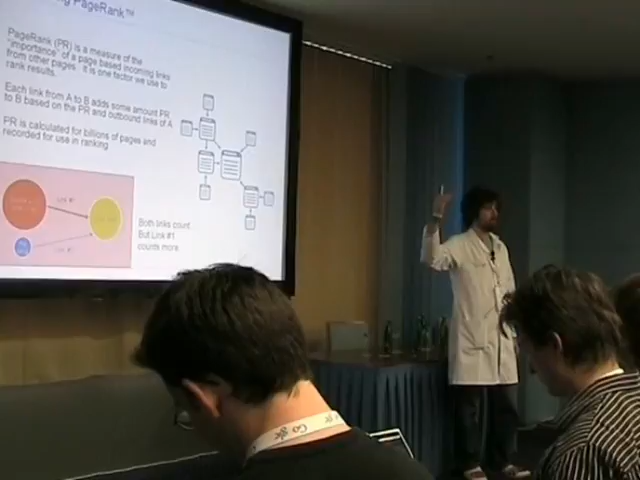 PageRank™
PageRank (PR) is a measure of the
"importance" of a page based incoming links
from other pages. It is one factor we use to
rank results.
Each link from A to B adds some amount PR
to B based on the PR and outbound links of A
PR is calculated for billions of pages and
recorded for use in ranking
Link #1
Both links count.
But Link #1
counts more.